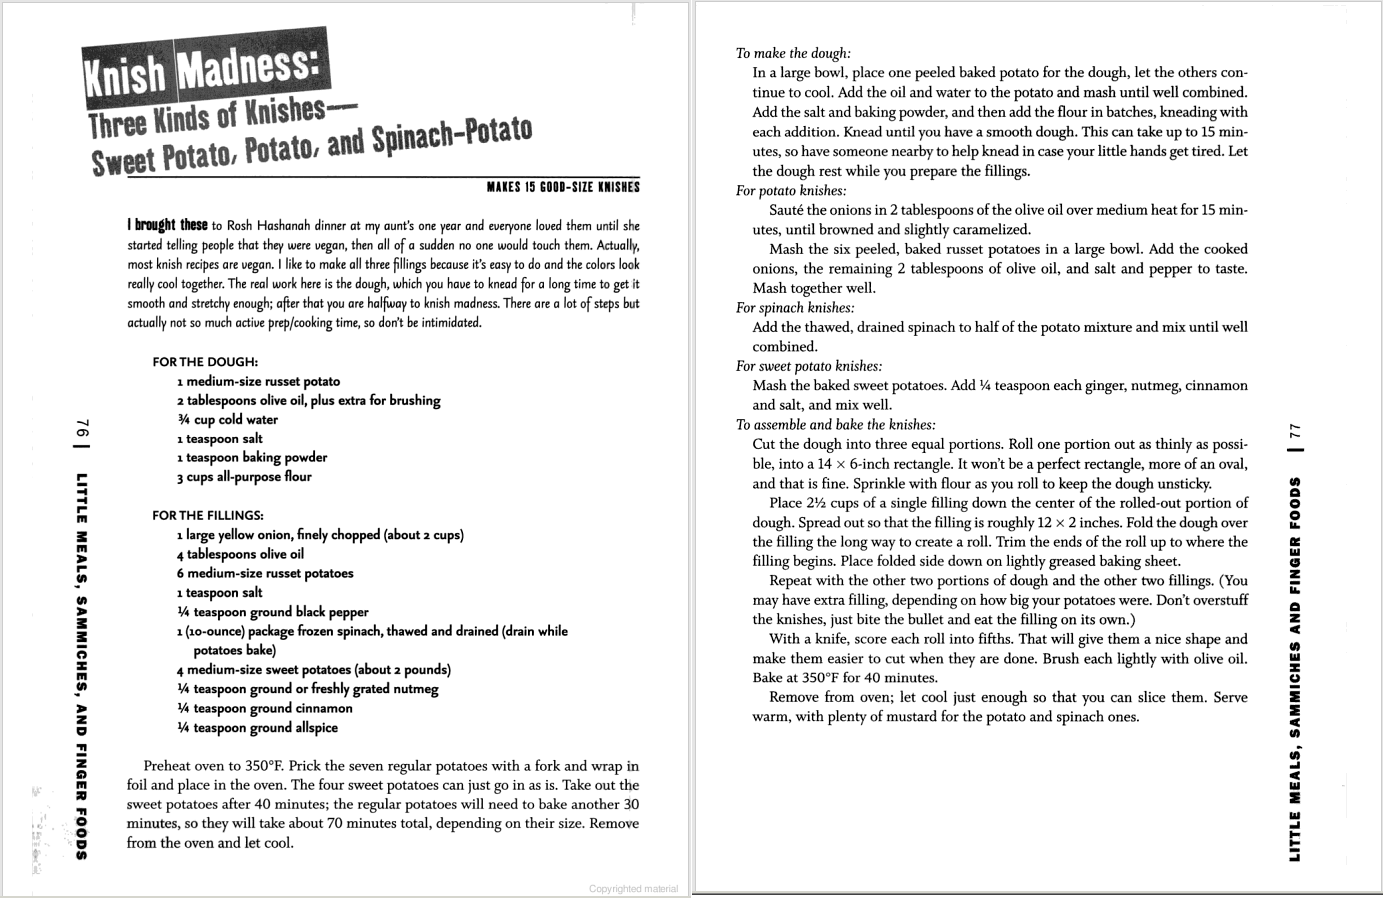 Knish Madness:
Three Kinds of Knishes—
Sweet Potato, Potato, and Spinach-Potato
MAKES 15 GOOD-SIZE KNISHES
I brought these to Rosh Hashanah dinner at my aunt's one year and everyone loved them until she
started telling people that they were vegan, then all of a sudden no one would touch them. Actually,
most knish recipes are vegan. I like to make all three fillings because it's easy to do and the colors look
really cool together. The real work here is the dough, which you have to knead for a long time to get it
smooth and stretchy enough; after that you are halfway to knish madness. There are a lot of steps but
actually not so much active prep/cooking time, so don't be intimidated.
FOR THE DOUGH:
1 medium-size russet potato
2 tablespoons olive oil, plus extra for brushing
¾ cup cold water
1 teaspoon salt
1 teaspoon baking powder
3 cups all-purpose flour
FOR THE FILLINGS:
1 large yellow onion, finely chopped (about 2 cups)
4 tablespoons olive oil
6 medium-size russet potatoes
1 teaspoon salt
¼ teaspoon ground black pepper
1 (10-ounce) package frozen spinach, thawed and drained (drain while
potatoes bake)
4 medium-size sweet potatoes (about 2 pounds)
¼ teaspoon ground or freshly grated nutmeg
¼ teaspoon ground cinnamon
¼ teaspoon ground allspice
Preheat oven to 350°F. Prick the seven regular potatoes with a fork and wrap in
foil and place in the oven. The four sweet potatoes can just go in as is. Take out the
sweet potatoes after 40 minutes; the regular potatoes will need to bake another 30
minutes, so they will take about 70 minutes total, depending on their size. Remove
from the oven and let cool.
76 | LITTLE MEALS, SAMMICHES, AND FINGER FOODS
Copyrighted material
To make the dough:
In a large bowl, place one peeled baked potato for the dough, let the others con-
tinue to cool. Add the oil and water to the potato and mash until well combined.
Add the salt and baking powder, and then add the flour in batches, kneading with
each addition. Knead until you have a smooth dough. This can take up to 15 min-
utes, so have someone nearby to help knead in case your little hands get tired. Let
the dough rest while you prepare the fillings.
For potato knishes:
Sauté the onions in 2 tablespoons of the olive oil over medium heat for 15 min-
utes, until browned and slightly caramelized.
Mash the six peeled, baked russet potatoes in a large bowl. Add the cooked
onions, the remaining 2 tablespoons of olive oil, and salt and pepper to taste.
Mash together well.
For spinach knishes:
Add the thawed, drained spinach to half of the potato mixture and mix until well
combined.
For sweet potato knishes:
Mash the baked sweet potatoes. Add ¼ teaspoon each ginger, nutmeg, cinnamon
and salt, and mix well.
To assemble and bake the knishes:
Cut the dough into three equal portions. Roll one portion out as thinly as possi-
ble, into a 14 × 6-inch rectangle. It won't be a perfect rectangle, more of an oval,
and that is fine. Sprinkle with flour as you roll to keep the dough unsticky.
Place 2½ cups of a single filling down the center of the rolled-out portion of
dough. Spread out so that the filling is roughly 12 × 2 inches. Fold the dough over
the filling the long way to create a roll. Trim the ends of the roll up to where the
filling begins. Place folded side down on lightly greased baking sheet.
Repeat with the other two portions of dough and the other two fillings. (You
may have extra filling, depending on how big your potatoes were. Don't overstuff
the knishes, just bite the bullet and eat the filling on its own.)
With a knife, score each roll into fifths. That will give them a nice shape and
make them easier to cut when they are done. Brush each lightly with olive oil.
Bake at 350°F for 40 minutes.
Remove from oven; let cool just enough so that you can slice them. Serve
warm, with plenty of mustard for the potato and spinach ones.
LITTLE MEALS, SAMMICHES AND FINGER FOODS | 77